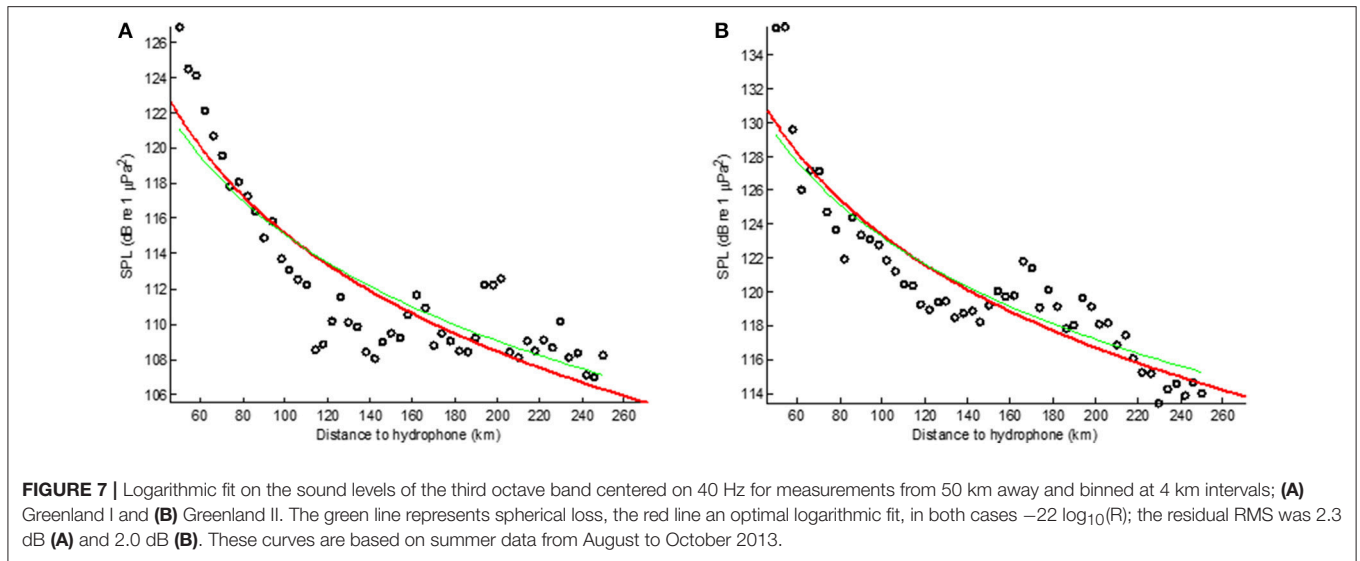 A
126
124
122
120
118
116
114
112
110
108
106
SPL (dB re 1 μPa²)
60 80 100 120 140 160 180 200 220 240 260
Distance to hydrophone (km)
B
134
132
130
128
126
124
122
120
118
116
114
SPL (dB re 1 μPa²)
60 80 100 120 140 160 180 200 220 240 260
Distance to hydrophone (km)
FIGURE 7 | Logarithmic fit on the sound levels of the third octave band centered on 40 Hz for measurements from 50 km away and binned at 4 km intervals; (A)
Greenland I and (B) Greenland II. The green line represents spherical loss, the red line an optimal logarithmic fit, in both cases −22 log₁₀(R); the residual RMS was 2.3
dB (A) and 2.0 dB (B). These curves are based on summer data from August to October 2013.